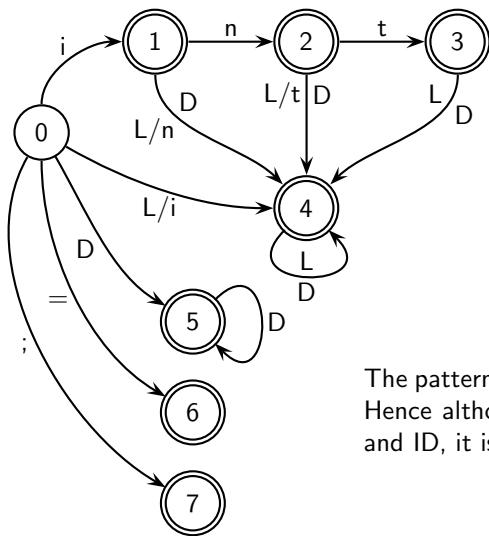 i
1
n
2
t
3
D
L/n
L/t
D
L
D
0
L/i
4
L
D
D
=
;
5
D
6
7
The pattern
Hence altho
and ID, it is